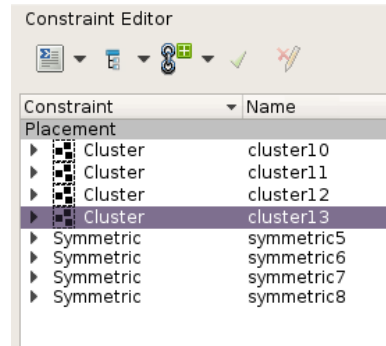 Constraint Editor
Constraint Name
Placement
Cluster cluster10
Cluster cluster11
Cluster cluster12
Cluster cluster13
Symmetric symmetric5
Symmetric symmetric6
Symmetric symmetric7
Symmetric symmetric8